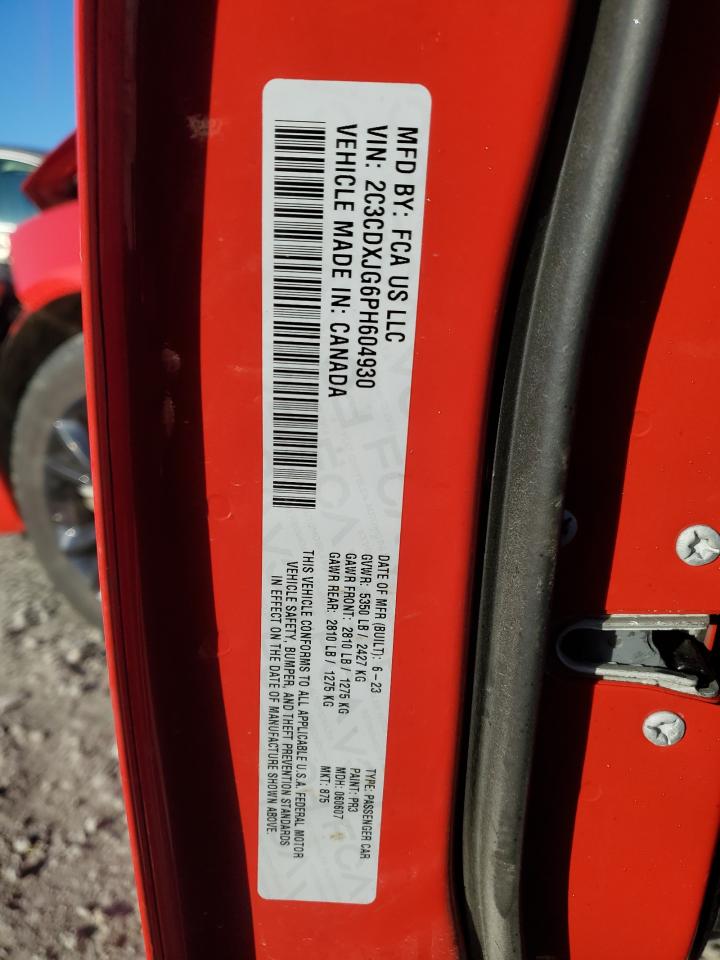 MFD BY: FCA US LLC
VIN: 2C3CDXJG6PH604930
VEHICLE MADE IN: CANADA
DATE OF MFR (BUILT): 6-23
GVWR: 5350 LB / 2427 KG
GAWR FRONT: 2810 LB / 1275 KG
GAWR REAR: 2810 LB / 1275 KG
THIS VEHICLE CONFORMS TO ALL APPLICABLE U.S.A. FEDERAL MOTOR
VEHICLE SAFETY, BUMPER, AND THEFT PREVENTION STANDARDS
IN EFFECT ON THE DATE OF MANUFACTURE SHOWN ABOVE.
TYPE: PASSENGER CAR
PAINT: PR3
MDH: 060607
MKT: 875